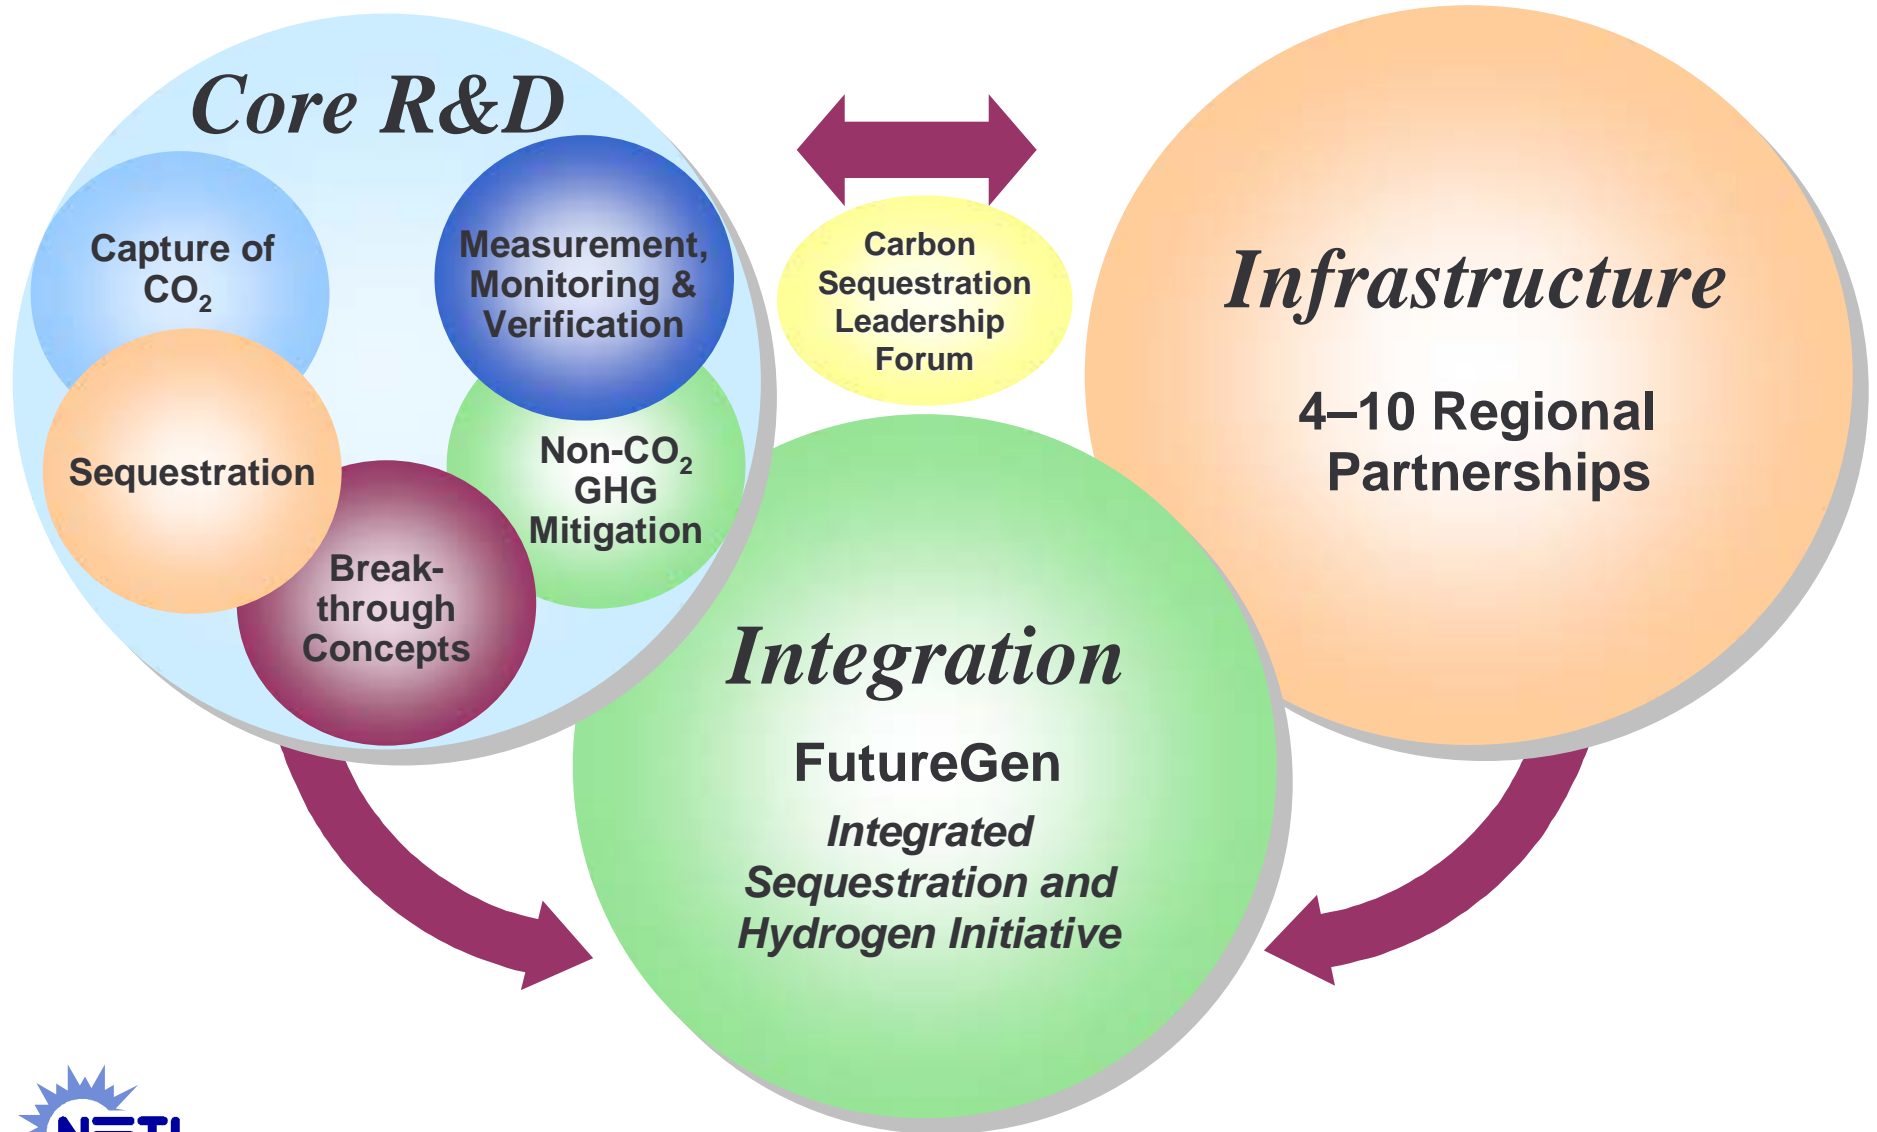 Core R&D
Capture of
CO₂
Measurement,
Monitoring &
Verification
Sequestration
Non-CO₂
GHG
Mitigation
Break-
through
Concepts
Carbon
Sequestration
Leadership
Forum
Infrastructure
4–10 Regional
Partnerships
Integration
FutureGen
Integrated
Sequestration and
Hydrogen Initiative
NETL